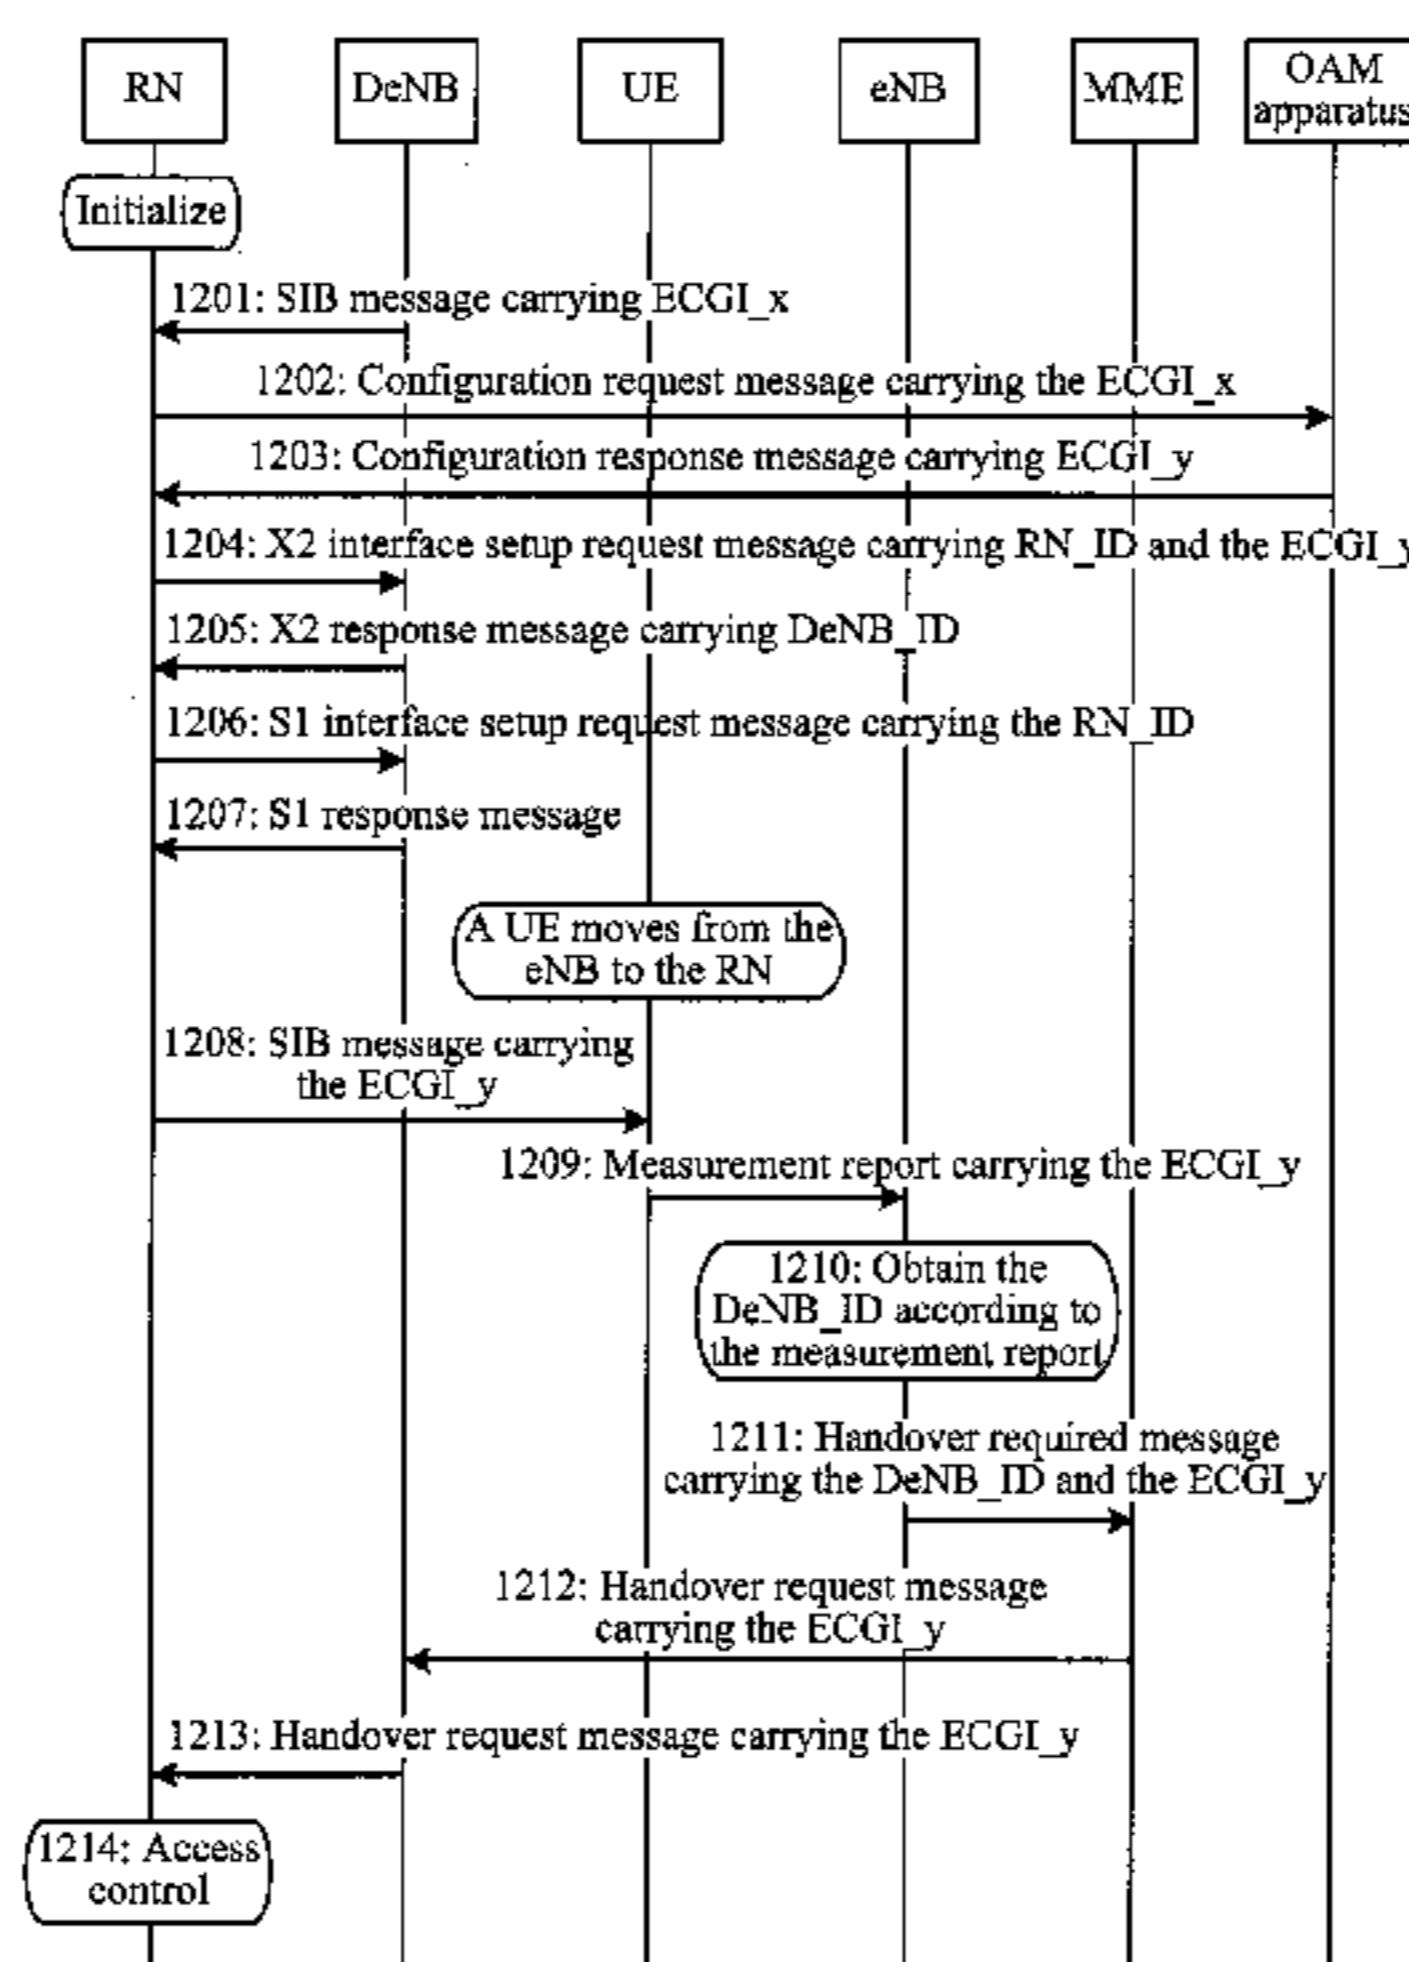 RN
DeNB
UE
eNB
MME
OAM
apparatus
Initialize
1201: SIB message carrying ECGI_x
1202: Configuration request message carrying the ECGI_x
1203: Configuration response message carrying ECGI_y
1204: X2 interface setup request message carrying RN_ID and the ECGI_y
1205: X2 response message carrying DeNB_ID
1206: S1 interface setup request message carrying the RN_ID
1207: S1 response message
A UE moves from the
eNB to the RN
1208: SIB message carrying
the ECGI_y
1209: Measurement report carrying the ECGI_y
1210: Obtain the
DeNB_ID according to
the measurement report
1211: Handover required message
carrying the DeNB_ID and the ECGI_y
1212: Handover request message
carrying the ECGI_y
1213: Handover request message carrying the ECGI_y
1214: Access
control